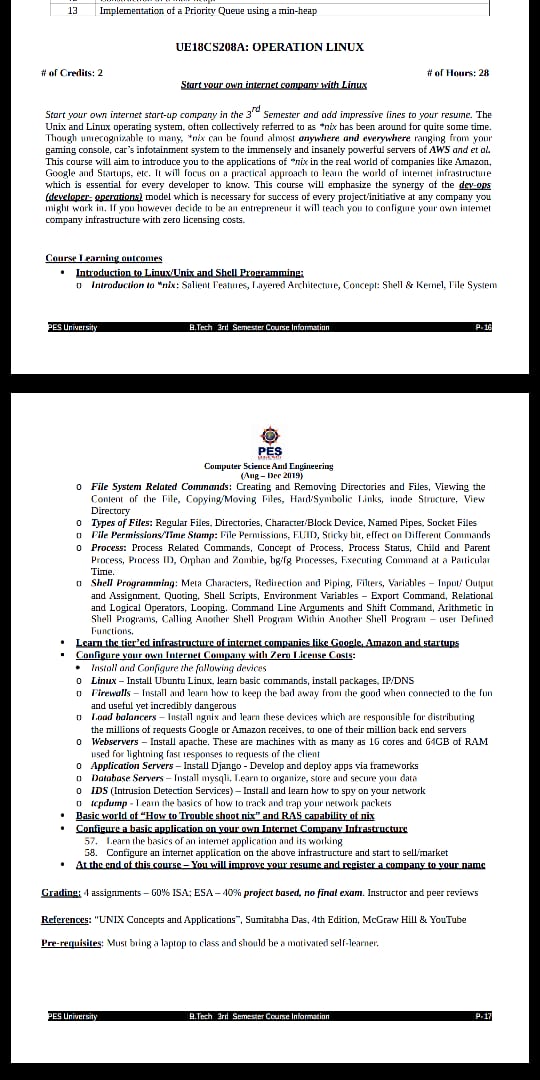 13 Implementation of a Priority Queue using a min-heap
UE18CS208A: OPERATION LINUX
# of Credits: 2 # of Hours: 28
Start your own internet company with Linux
Start your own internet start-up company in the 3rd Semester and add impressive lines to your resume. The
Unix and Linux operating system, often collectively referred to as *nix has been around for quite some time.
Though unrecognizable to many, *nix can be found almost anywhere and everywhere ranging from your
gaming console, car's infotainment system to the immensely and insanely powerful servers of AWS and et al.
This course will aim to introduce you to the applications of *nix in the real world of companies like Amazon,
Google and Startups, etc. It will focus on a practical approach to learn the world of internet infrastructure
which is essential for every developer to know. This course will emphasize the synergy of the dev-ops
(developer- operations) model which is necessary for success of every project/initiative at any company you
might work in. If you however decide to be an entrepreneur it will teach you to configure your own internet
company infrastructure with zero licensing costs.
Course Learning outcomes
• Introduction to Linux/Unix and Shell Programming:
o Introduction to *nix: Salient Features, Layered Architecture, Concept: Shell & Kernel, File System
PES University B.Tech 3rd Semester Course Information P-16
PES
Computer Science And Engineering
(Aug – Dec 2019)
o File System Related Commands: Creating and Removing Directories and Files, Viewing the
Content of the File, Copying/Moving Files, Hard/Symbolic Links, inode Structure, View
Directory
o Types of Files: Regular Files, Directories, Character/Block Device, Named Pipes, Socket Files
o File Permissions/Time Stamp: File Permissions, EUID, Sticky bit, effect on Different Commands
o Process: Process Related Commands, Concept of Process, Process Status, Child and Parent
Process, Process ID, Orphan and Zombie, bg/fg Processes, Executing Command at a Particular
Time.
o Shell Programming: Meta Characters, Redirection and Piping, Filters, Variables – Input/ Output
and Assignment, Quoting, Shell Scripts, Environment Variables – Export Command, Relational
and Logical Operators, Looping, Command Line Arguments and Shift Command, Arithmetic in
Shell Programs, Calling Another Shell Program Within Another Shell Program – user Defined
Functions.
• Learn the tier'ed infrastructure of internet companies like Google, Amazon and startups
• Configure your own Internet Company with Zero License Costs:
• Install and Configure the following devices
o Linux – Install Ubuntu Linux, learn basic commands, install packages, IP/DNS
o Firewalls – Install and learn how to keep the bad away from the good when connected to the fun
and useful yet incredibly dangerous
o Load balancers – Install ngnix and learn these devices which are responsible for distributing
the millions of requests Google or Amazon receives, to one of their million back end servers
o Webservers – Install apache. These are machines with as many as 16 cores and 64GB of RAM
used for lightning fast responses to requests of the client
o Application Servers – Install Django - Develop and deploy apps via frameworks
o Database Servers – Install mysqli. Learn to organize, store and secure your data
o IDS (Intrusion Detection Services) – Install and learn how to spy on your network
o tcpdump - Learn the basics of how to track and trap your network packets
• Basic world of “How to Trouble shoot nix” and RAS capability of nix
• Configure a basic application on your own Internet Company Infrastructure
57. Learn the basics of an internet application and its working
58. Configure an internet application on the above infrastructure and start to sell/market
• At the end of this course – You will improve your resume and register a company to your name
Grading: 4 assignments – 60% ISA; ESA – 40% project based, no final exam. Instructor and peer reviews
References: “UNIX Concepts and Applications”, Sumitabha Das, 4th Edition, McGraw Hill & YouTube
Pre-requisites: Must bring a laptop to class and should be a motivated self-learner.
PES University B.Tech 3rd Semester Course Information P-17